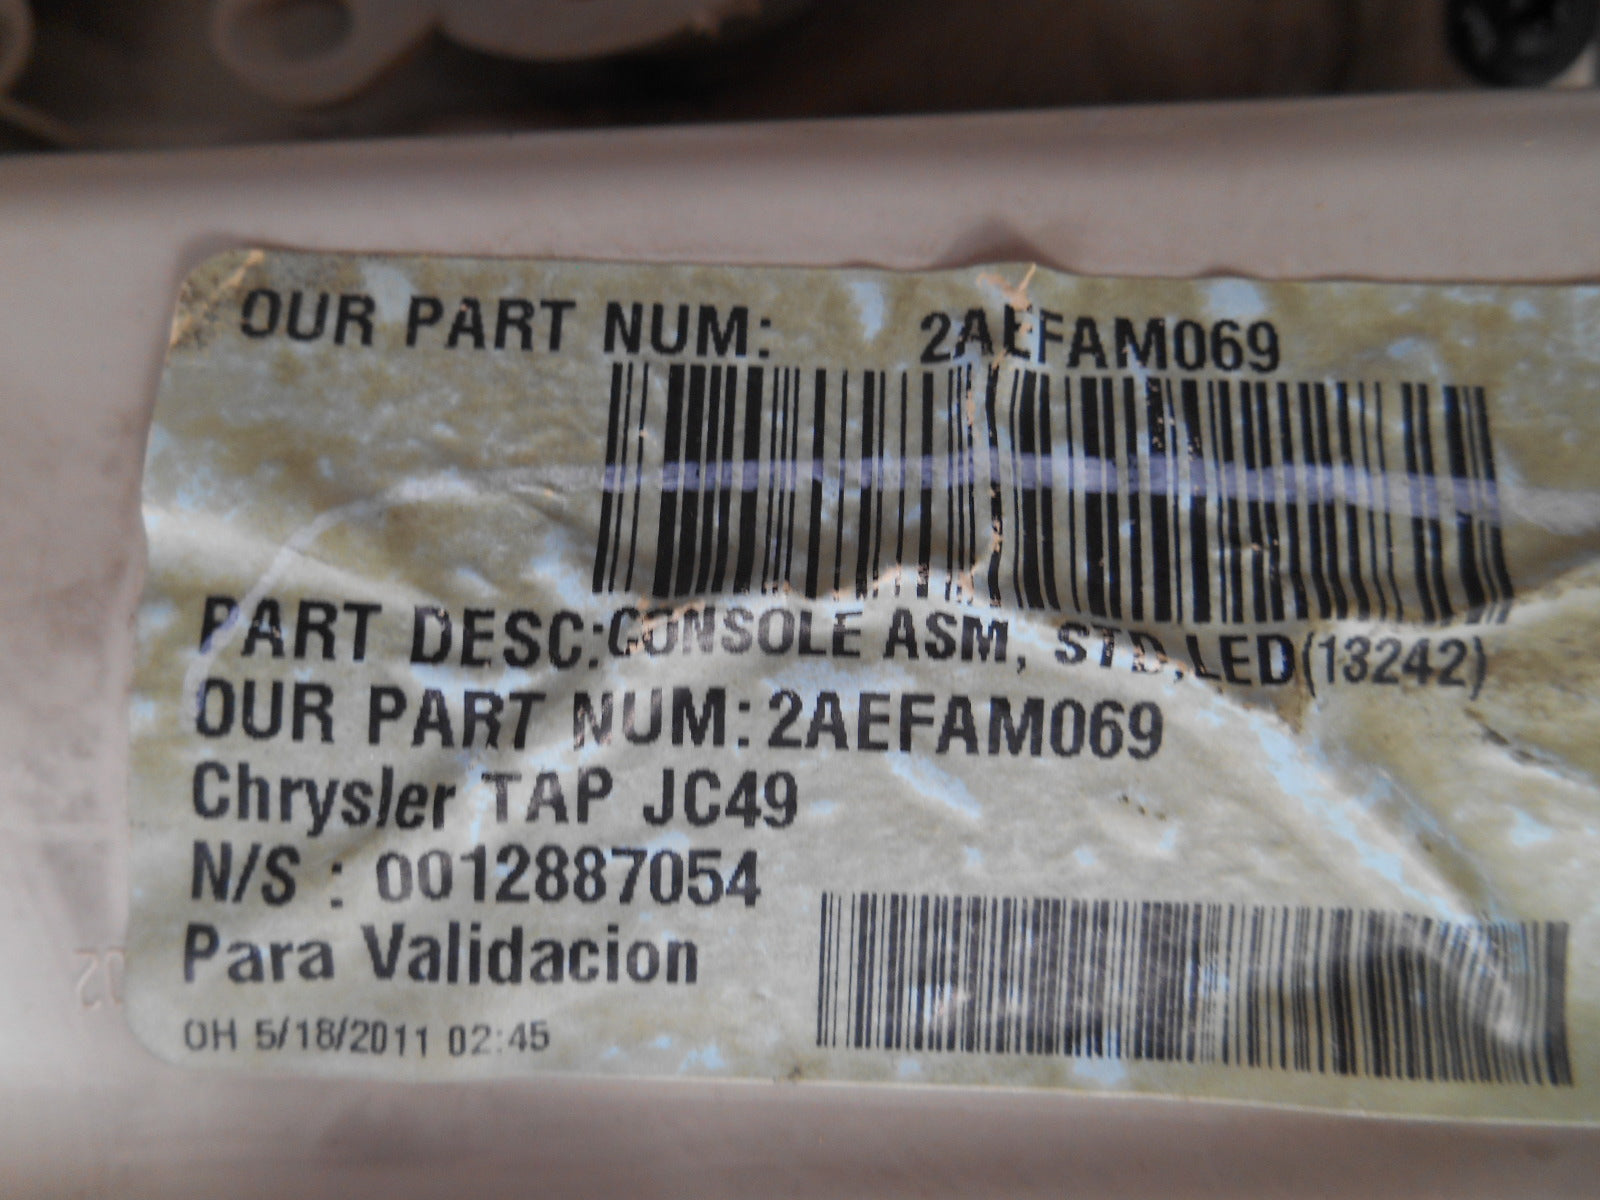 OUR PART NUM: 2AEFAM069
PART DESC:CONSOLE ASM, STD,LED(13242)
OUR PART NUM:2AEFAM069
Chrysler TAP JC49
N/S : 0012887054
Para Validacion
OH 5/18/2011 02:45